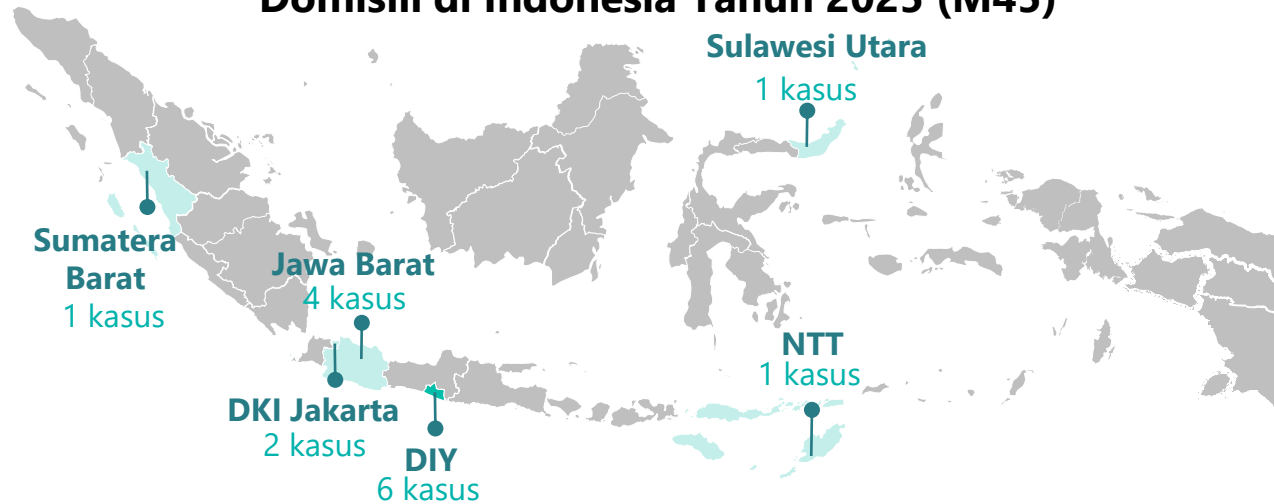 Domisili di Indonesia Tahun 2025 (M45)
Sulawesi Utara
1 kasus
Sumatera
Barat
1 kasus
Jawa Barat
4 kasus
NTT
1 kasus
DKI Jakarta
2 kasus
DIY
6 kasus